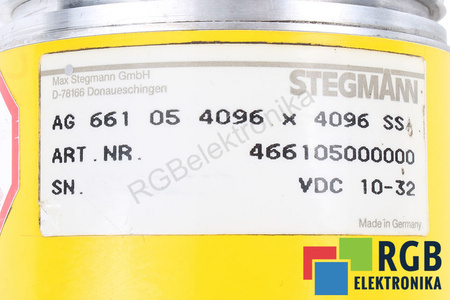 Max Stegmann GmbH
D-78166 Donaueschingen
STEGMANN
AG 661 05 4096 x 4096 SS
ART.NR. 466105000000
SN. VDC 10-32
Made in Germany
RGBelektronika
RGB
ELEKTRONIKA